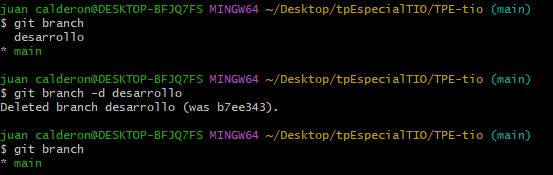 juan calderon@DESKTOP-BFJQ7FS MINGW64 ~/Desktop/tpEspecialTIO/TPE-tio (main)
$ git branch
  desarrollo
* main

juan calderon@DESKTOP-BFJQ7FS MINGW64 ~/Desktop/tpEspecialTIO/TPE-tio (main)
$ git branch -d desarrollo
Deleted branch desarrollo (was b7ee343).

juan calderon@DESKTOP-BFJQ7FS MINGW64 ~/Desktop/tpEspecialTIO/TPE-tio (main)
$ git branch
* main